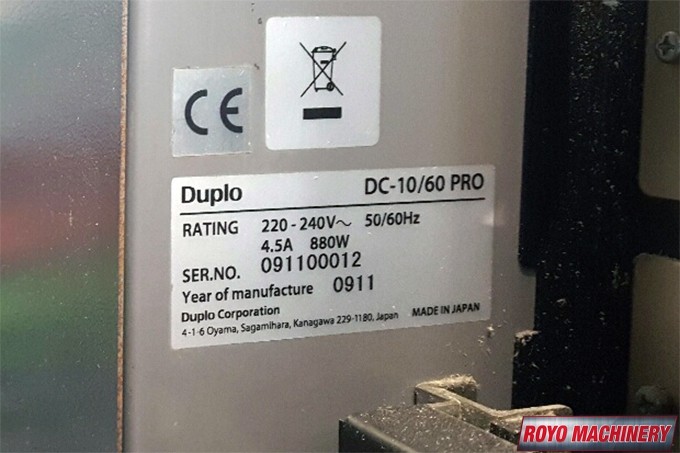 CE
Duplo DC-10/60 PRO
RATING 220 - 240V～ 50/60Hz
4.5A 880W
SER.NO. 091100012
Year of manufacture 0911
Duplo Corporation
4-1-6 Oyama, Sagamihara, Kanagawa 229-1180, Japan MADE IN JAPAN
ROYO MACHINERY